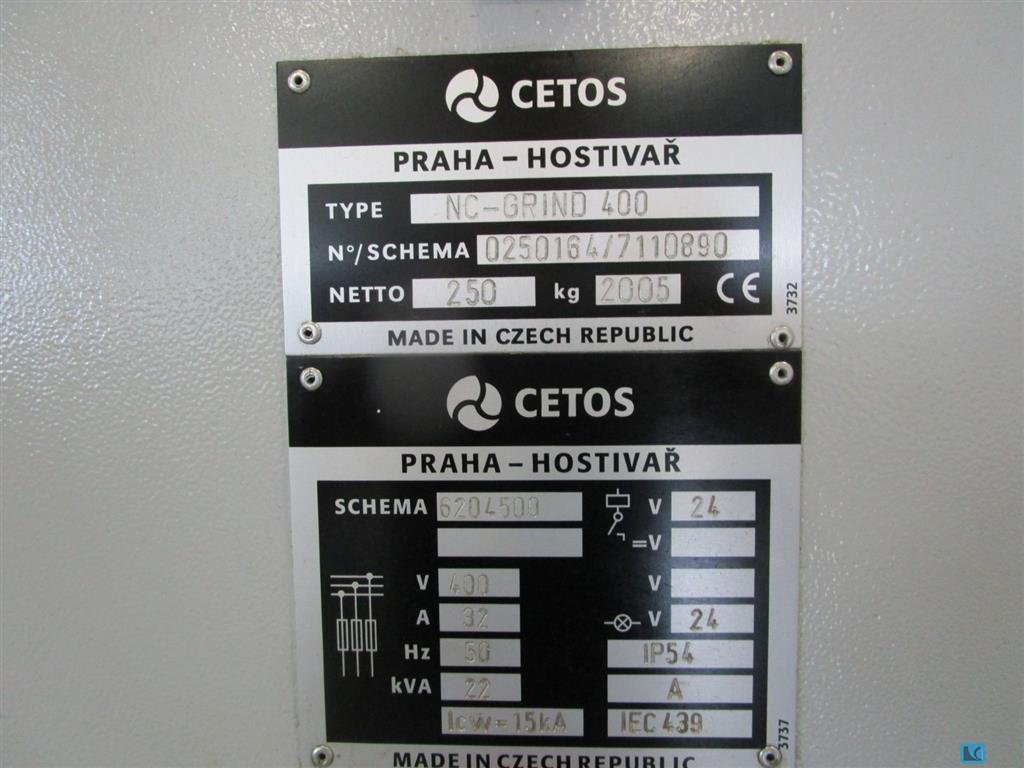 CETOS
PRAHA – HOSTIVAŘ
TYPE NC-GRIND 400
N°/SCHEMA 0250164/7110890
NETTO 250 kg 2005 CE
3732
MADE IN CZECH REPUBLIC
CETOS
PRAHA – HOSTIVAŘ
SCHEMA 6204500 V 24
=V
V 400 V
A 32 V 24
Hz 50 IP54
kVA 22 A
Icw=15kA IEC 439
3737
MADE IN CZECH REPUBLIC